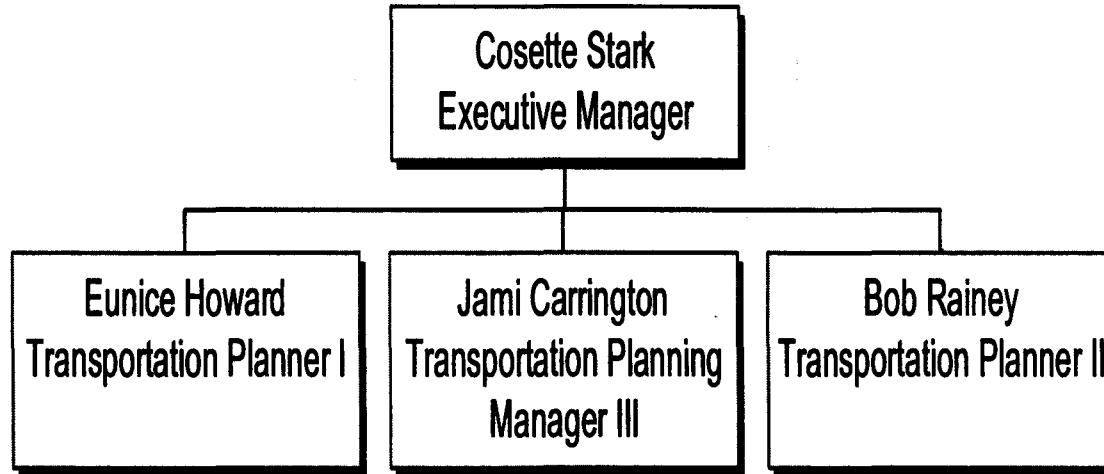 Cosette Stark
Executive Manager
Eunice Howard
Transportation Planner I
Jami Carrington
Transportation Planning
Manager III
Bob Rainey
Transportation Planner II